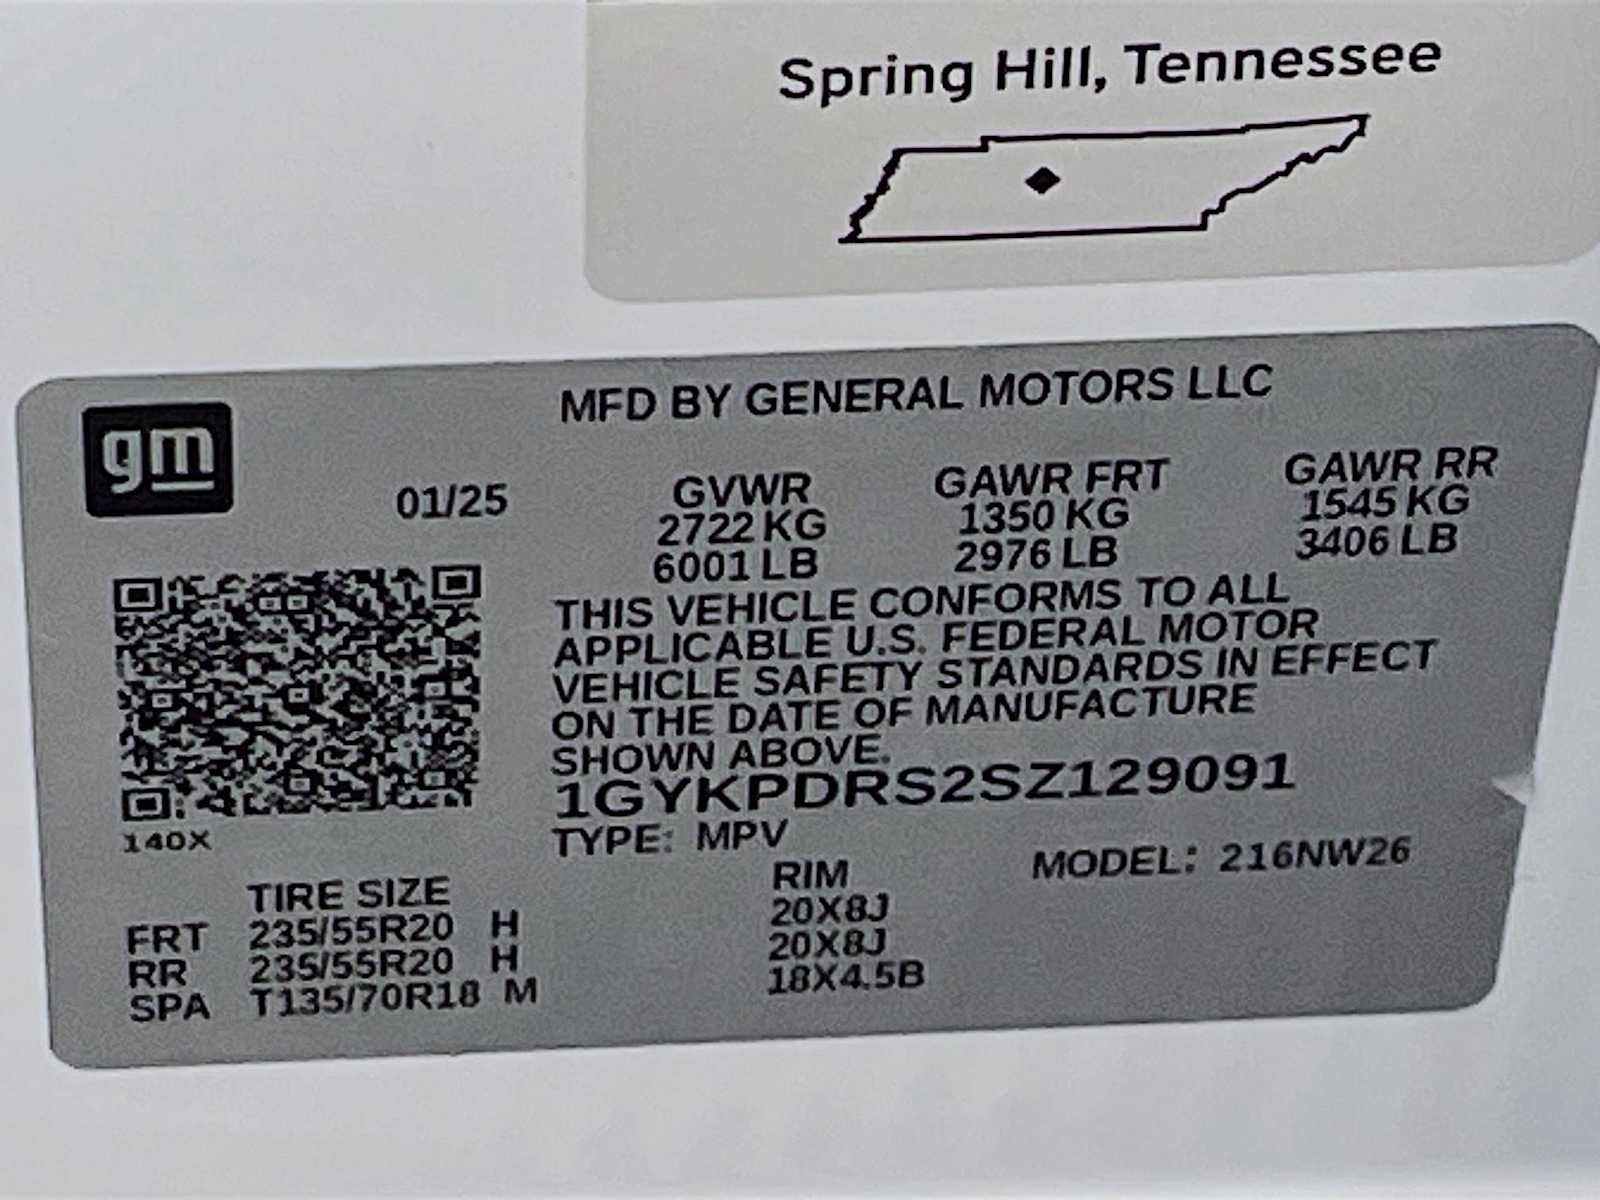 Spring Hill, Tennessee
gm
MFD BY GENERAL MOTORS LLC
01/25 GVWR GAWR FRT GAWR RR
2722 KG 1350 KG 1545 KG
6001 LB 2976 LB 3406 LB
THIS VEHICLE CONFORMS TO ALL
APPLICABLE U.S. FEDERAL MOTOR
VEHICLE SAFETY STANDARDS IN EFFECT
ON THE DATE OF MANUFACTURE
SHOWN ABOVE.
1GYKPDRS2SZ129091
140X
TYPE: MPV MODEL: 216NW26
TIRE SIZE RIM
FRT 235/55R20 H 20X8J
RR 235/55R20 H 20X8J
SPA T135/70R18 M 18X4.5B